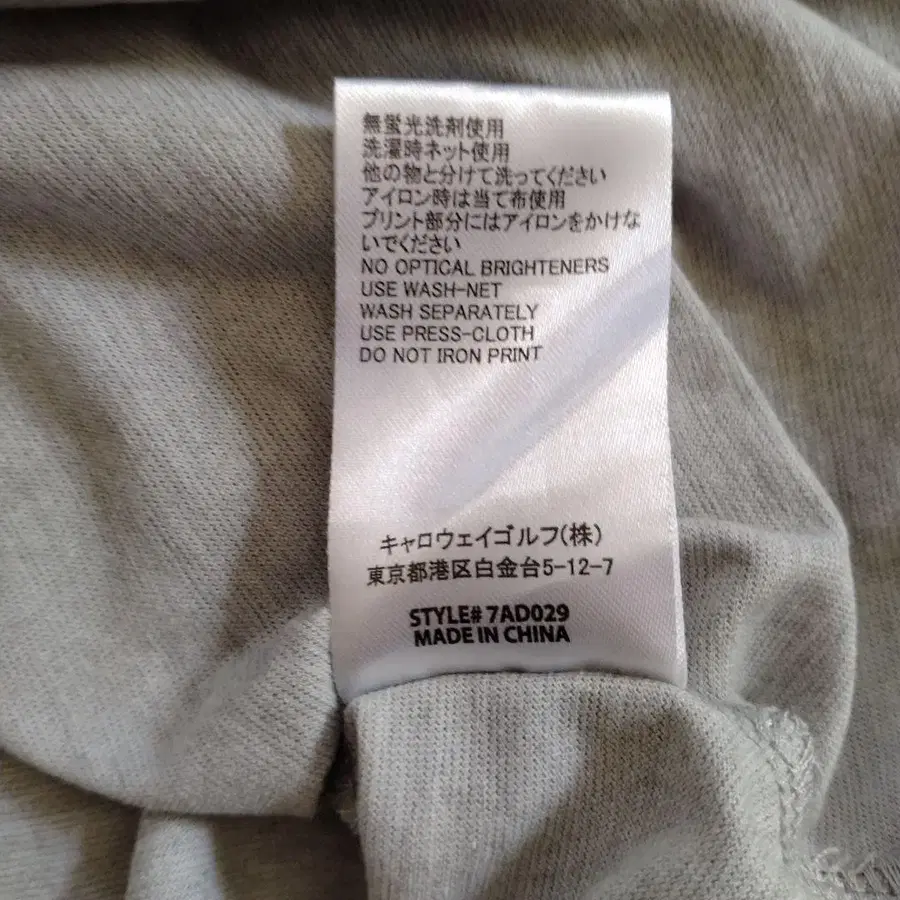 無蛍光洗剤使用
洗濯時ネット使用
他の物と分けて洗ってください
アイロン時は当て布使用
プリント部分にはアイロンをかけな
いでください
NO OPTICAL BRIGHTENERS
USE WASH-NET
WASH SEPARATELY
USE PRESS-CLOTH
DO NOT IRON PRINT
キャロウェイゴルフ(株)
東京都港区白金台5-12-7
STYLE# 7AD029
MADE IN CHINA